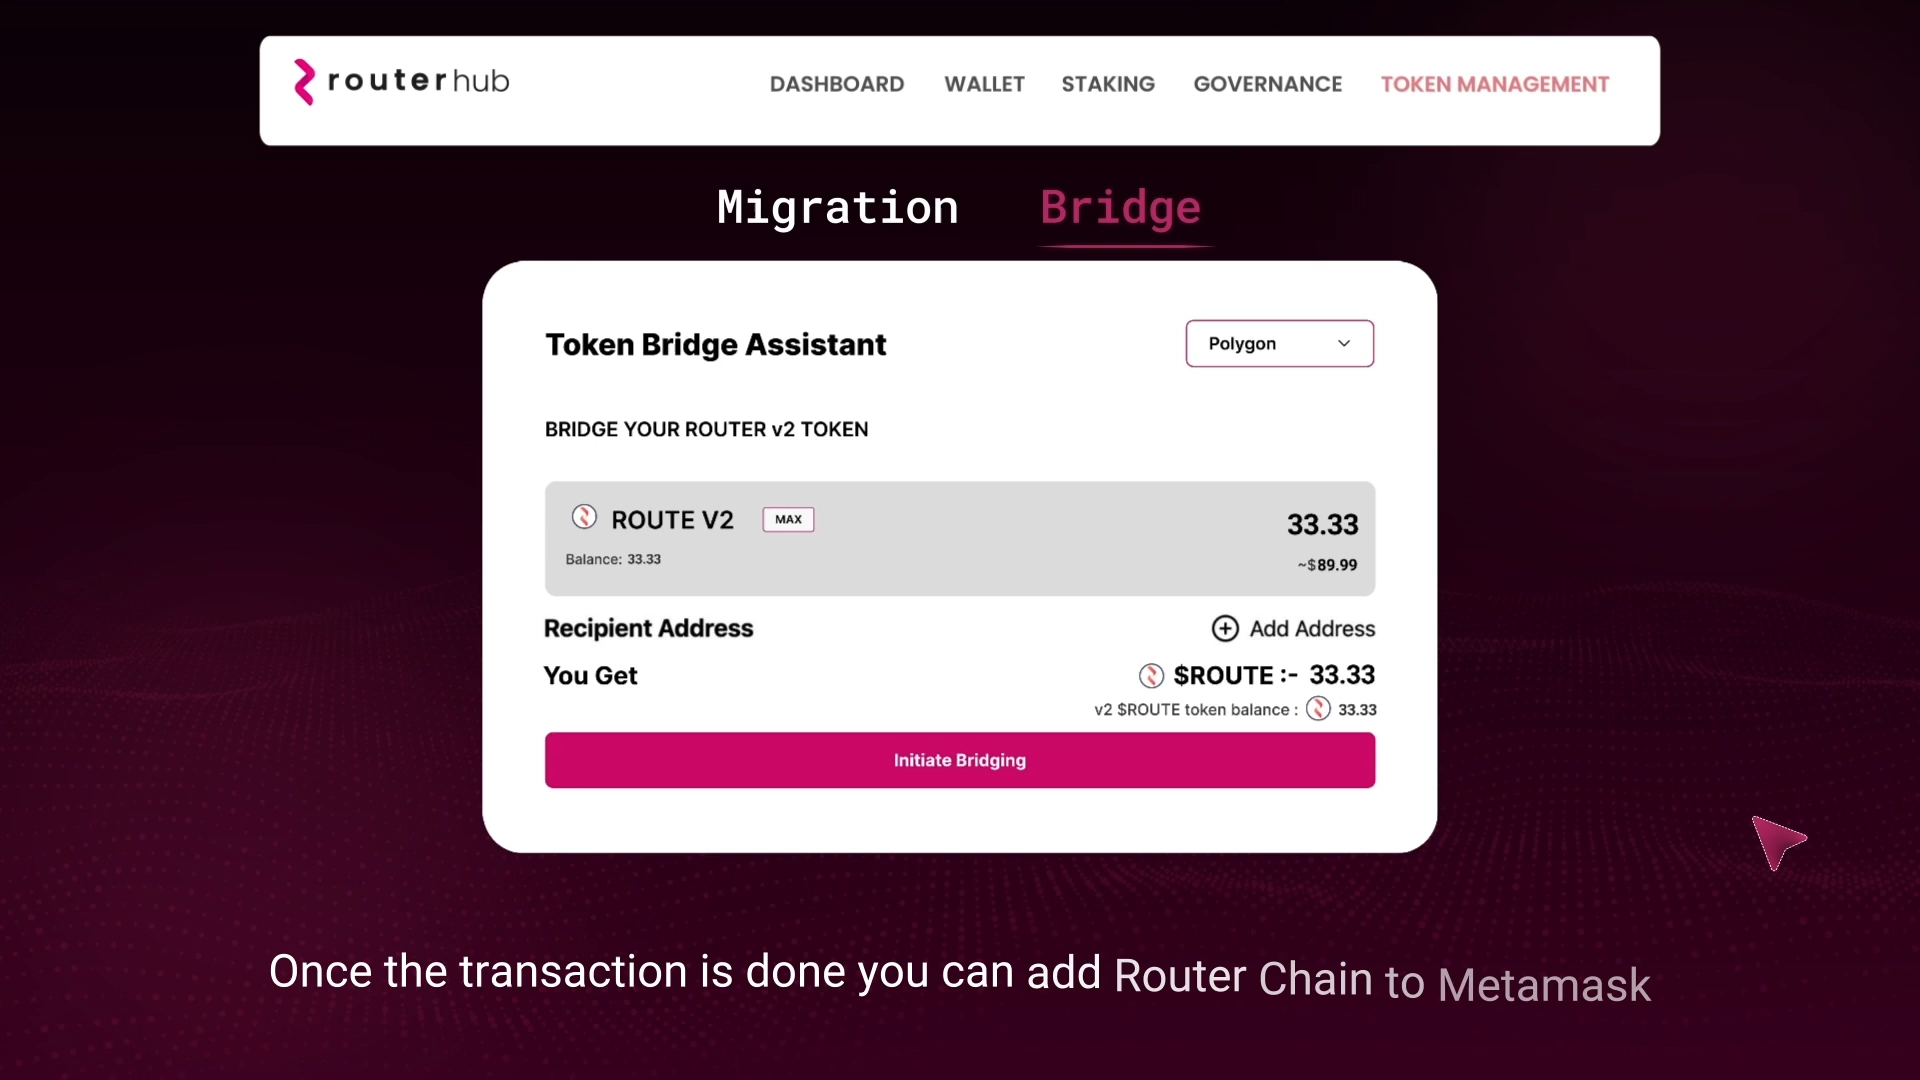 routerhub DASHBOARD WALLET STAKING GOVERNANCE TOKEN MANAGEMENT
Migration Bridge
Token Bridge Assistant Polygon
BRIDGE YOUR ROUTER v2 TOKEN
ROUTE V2 MAX 33.33
Balance: 33.33 ~$89.99
Recipient Address Add Address
You Get $ROUTE :- 33.33
v2 $ROUTE token balance : 33.33
Initiate Bridging
Once the transaction is done you can add Router Chain to Metamask